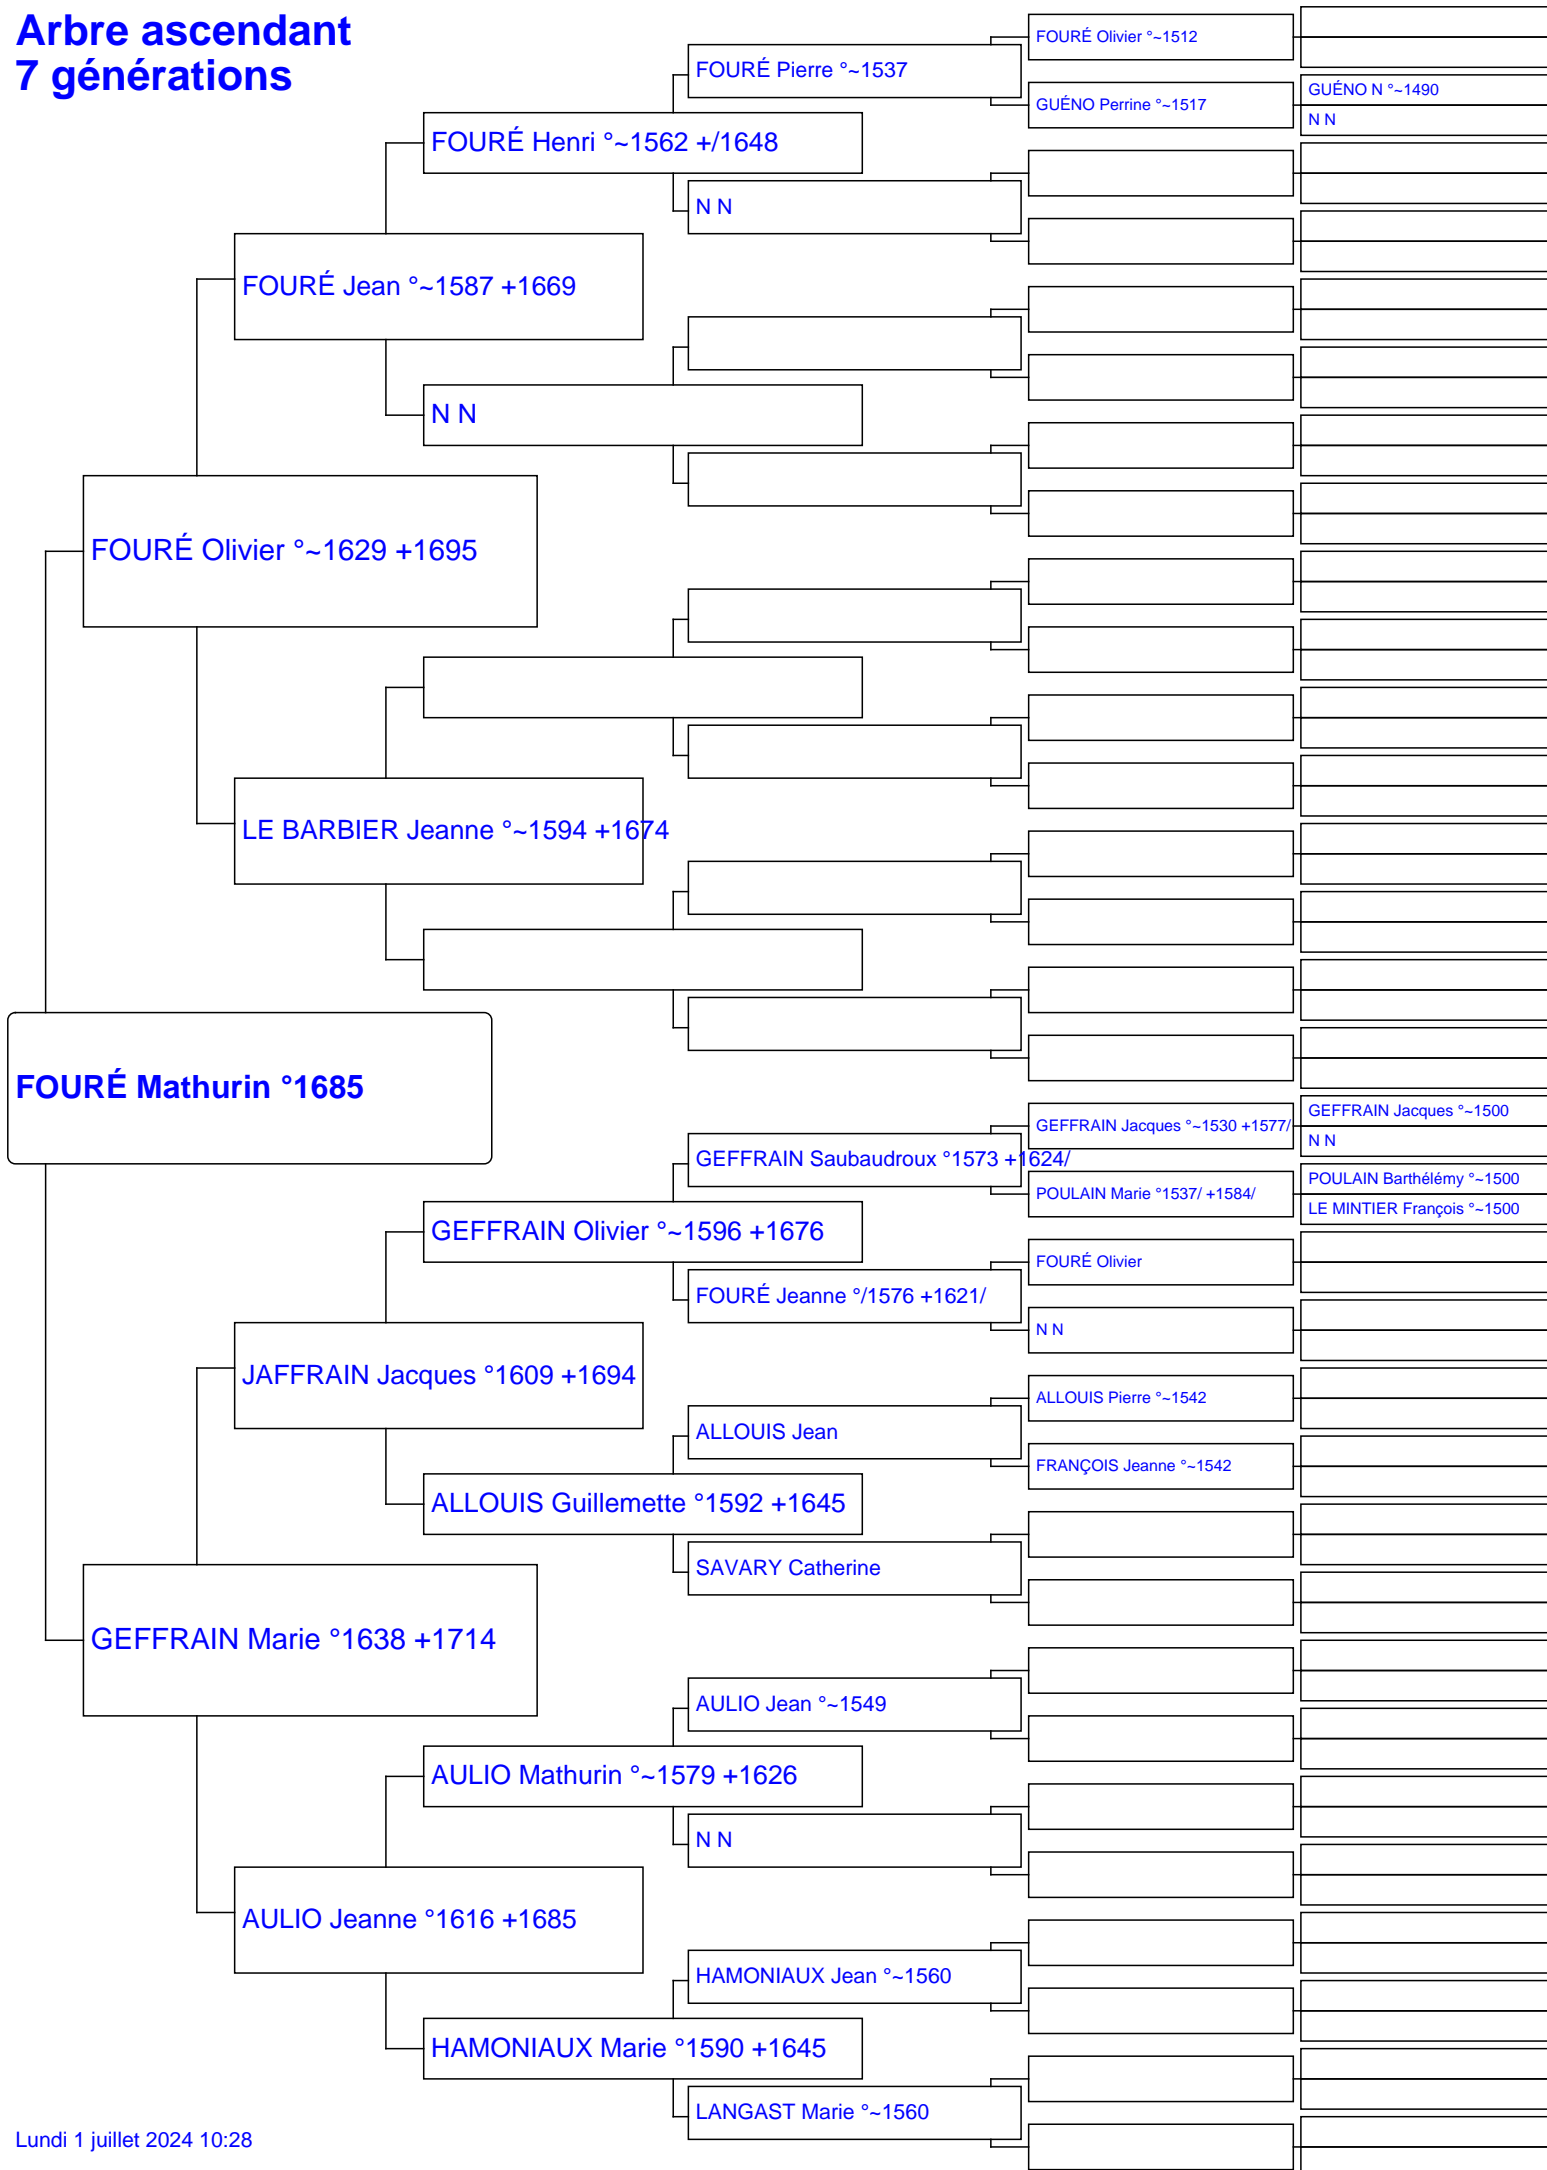 Arbre ascendant
7 générations
FOURÉ Olivier °~1512
FOURÉ Pierre °~1537
GUÉNO N °~1490
GUÉNO Perrine °~1517
N N
FOURÉ Henri °~1562 +/1648
N N
FOURÉ Jean °~1587 +1669
N N
FOURÉ Olivier °~1629 +1695
LE BARBIER Jeanne °~1594 +1674
FOURÉ Mathurin °1685
GEFFRAIN Jacques °~1500
GEFFRAIN Jacques °~1530 +1577/
N N
GEFFRAIN Saubaudroux °1573 +1624/
POULAIN Barthélémy °~1500
POULAIN Marie °1537/ +1584/
LE MINTIER François °~1500
GEFFRAIN Olivier °~1596 +1676
FOURÉ Olivier
FOURÉ Jeanne °/1576 +1621/
N N
JAFFRAIN Jacques °1609 +1694
ALLOUIS Pierre °~1542
ALLOUIS Jean
FRANÇOIS Jeanne °~1542
ALLOUIS Guillemette °1592 +1645
SAVARY Catherine
GEFFRAIN Marie °1638 +1714
AULIO Jean °~1549
AULIO Mathurin °~1579 +1626
N N
AULIO Jeanne °1616 +1685
HAMONIAUX Jean °~1560
HAMONIAUX Marie °1590 +1645
LANGAST Marie °~1560
Lundi 1 juillet 2024 10:28